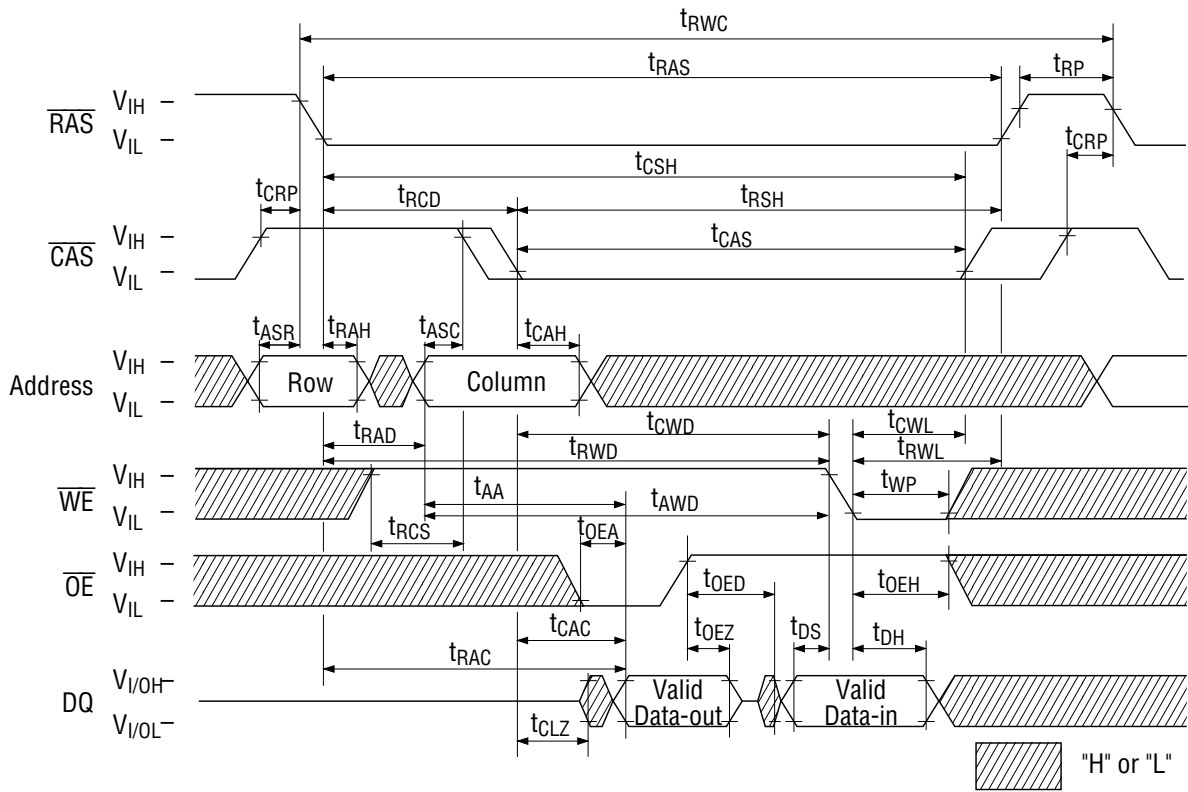 tRWC
tRAS
tRP
RAS
VIH
VIL
tCRP
tCSH
tCRP
tRCD
tRSH
CAS
VIH
VIL
tCAS
tASR
tRAH
tASC
tCAH
Address
VIH
VIL
Row
Column
tCWD
tCWL
tRAD
tRWD
tRWL
WE
VIH
VIL
tAA
tWP
tAWD
tRCS
tOEA
OE
VIH
VIL
tOED
tOEH
tCAC
tOEZ
tDS
tDH
tRAC
DQ
VI/OH
VI/OL
Valid
Data-out
Valid
Data-in
tCLZ
"H" or "L"